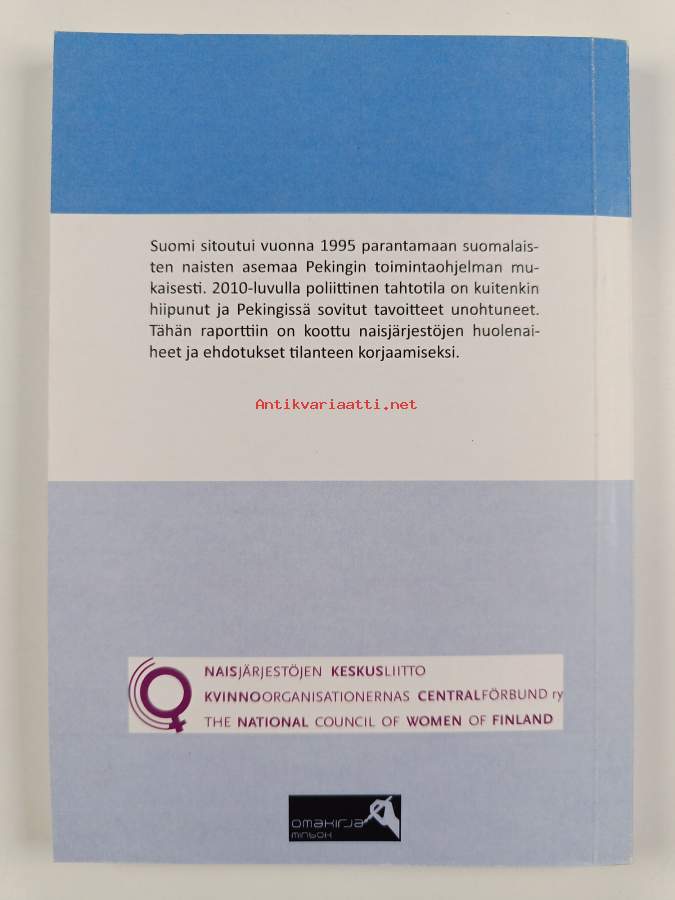 Suomi sitoutui vuonna 1995 parantamaan suomalais-
ten naisten asemaa Pekingin toimintaohjelman mu-
kaisesti. 2010-luvulla poliittinen tahtotila on kuitenkin
hiipunut ja Pekingissä sovitut tavoitteet unohtuneet.
Tähän raporttiin on koottu naisjärjestöjen huolenai-
heet ja ehdotukset tilanteen korjaamiseksi.
Antikvariaatti.net
NAISJÄRJESTÖJEN KESKUSLIITTO
KVINNOORGANISATIONERNAS CENTRALFÖRBUND ry
THE NATIONAL COUNCIL OF WOMEN OF FINLAND
omakirja
minbok